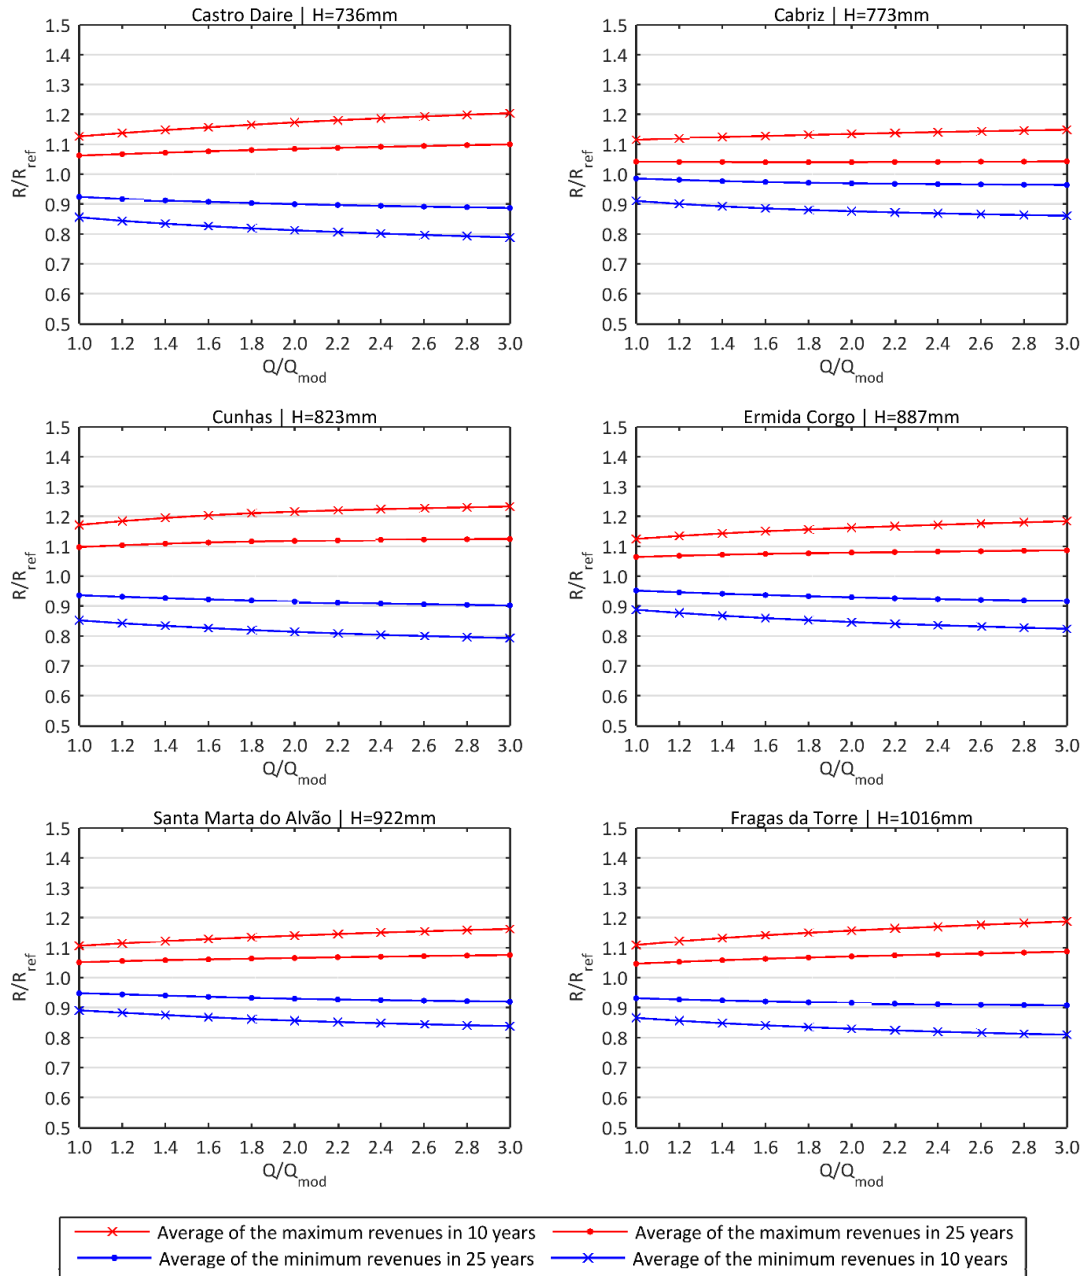 Castro Daire | H=736mm
1.5
1.4
1.3
1.2
1.1
1.0
0.9
0.8
0.7
0.6
0.5
R/Rref
1.0 1.2 1.4 1.6 1.8 2.0 2.2 2.4 2.6 2.8 3.0
Q/Qmod
Cabriz | H=773mm
1.5
1.4
1.3
1.2
1.1
1.0
0.9
0.8
0.7
0.6
0.5
R/Rref
1.0 1.2 1.4 1.6 1.8 2.0 2.2 2.4 2.6 2.8 3.0
Q/Qmod
Cunhas | H=823mm
1.5
1.4
1.3
1.2
1.1
1.0
0.9
0.8
0.7
0.6
0.5
R/Rref
1.0 1.2 1.4 1.6 1.8 2.0 2.2 2.4 2.6 2.8 3.0
Q/Qmod
Ermida Corgo | H=887mm
1.5
1.4
1.3
1.2
1.1
1.0
0.9
0.8
0.7
0.6
0.5
R/Rref
1.0 1.2 1.4 1.6 1.8 2.0 2.2 2.4 2.6 2.8 3.0
Q/Qmod
Santa Marta do Alvão | H=922mm
1.5
1.4
1.3
1.2
1.1
1.0
0.9
0.8
0.7
0.6
0.5
R/Rref
1.0 1.2 1.4 1.6 1.8 2.0 2.2 2.4 2.6 2.8 3.0
Q/Qmod
Fragas da Torre | H=1016mm
1.5
1.4
1.3
1.2
1.1
1.0
0.9
0.8
0.7
0.6
0.5
R/Rref
1.0 1.2 1.4 1.6 1.8 2.0 2.2 2.4 2.6 2.8 3.0
Q/Qmod
Average of the maximum revenues in 10 years
Average of the maximum revenues in 25 years
Average of the minimum revenues in 25 years
Average of the minimum revenues in 10 years